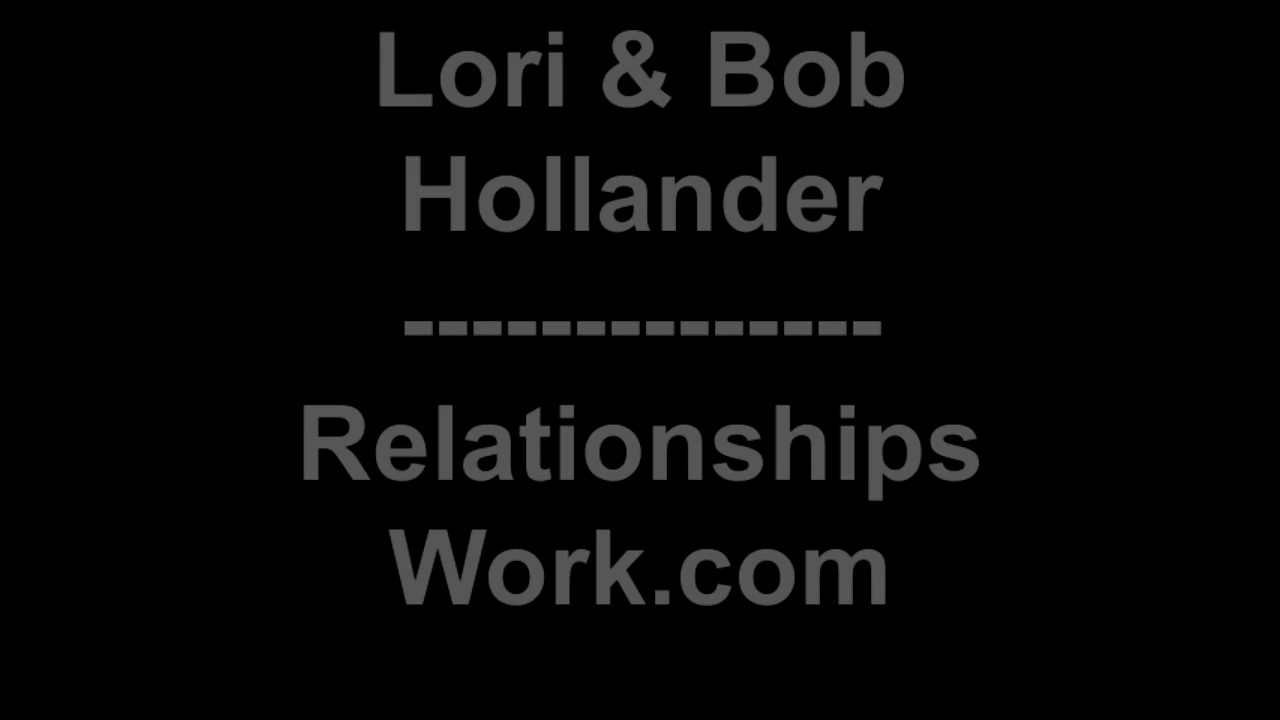 Lori & Bob
Hollander
--------------
Relationships
Work.com